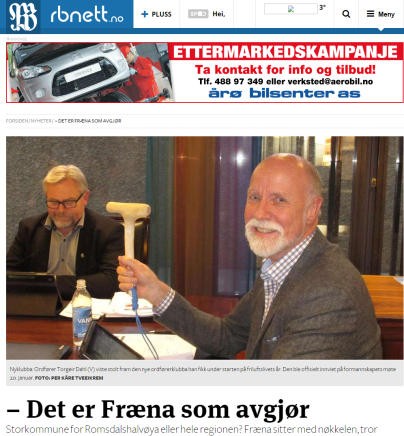 rbnett.no
+ PLUSS
Hei,
3°
Meny
ETTERMARKEDSKAMPANJE
Ta kontakt for info og tilbud!
Tlf. 488 97 349 eller verksted@aerobil.no
årø bilsenter as
FORSIDEN / NYHETER / – DET ER FRÆNA SOM AVGJØR
VANN
Nyklubba: Ordfører Torgeir Dahl (V) viste stolt fram den nye ordførerklubba han fikk under starten på friluftslivets år. Den ble offisielt innviet på formannskapets møte
20. januar. FOTO: PER KÅRE TVEEIKREM
– Det er Fræna som avgjør
Storkommune for Romsdalshalvøya eller hele regionen? Fræna sitter med nøkkelen, tror